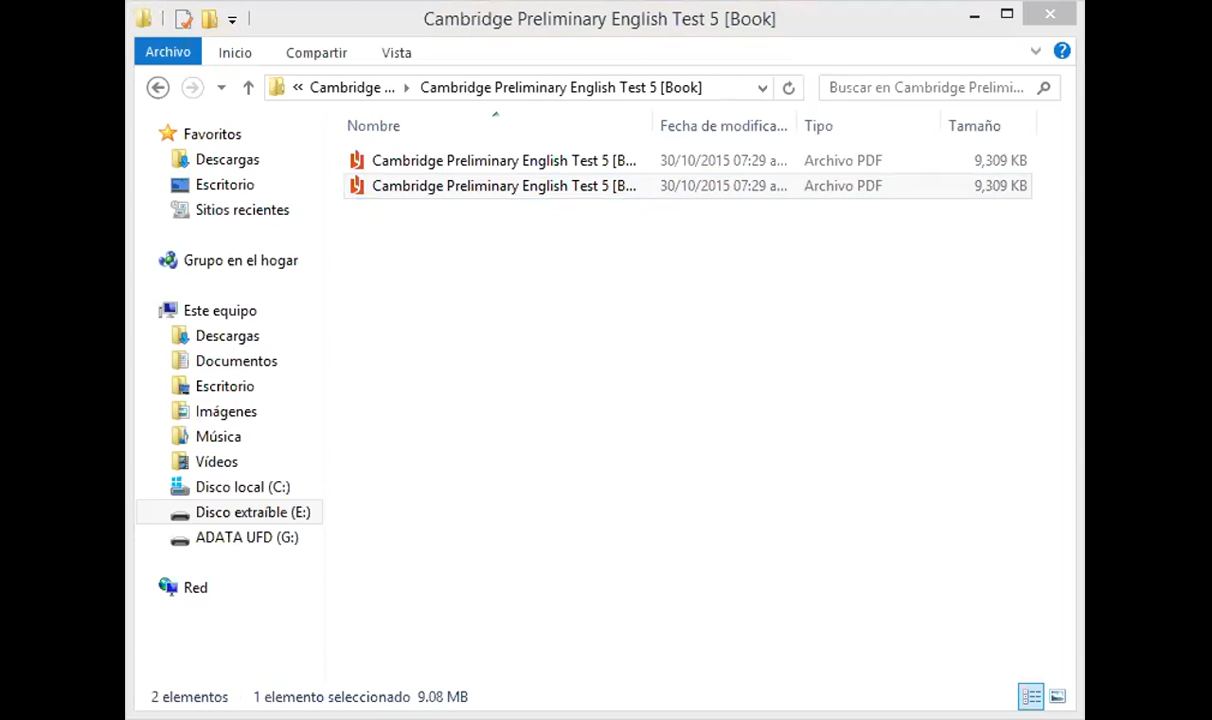 Cambridge Preliminary English Test 5 [Book]
Archivo Inicio Compartir Vista
« Cambridge ... Cambridge Preliminary English Test 5 [Book] Buscar en Cambridge Prelimi...
Nombre Fecha de modifica... Tipo Tamaño
Cambridge Preliminary English Test 5 [B... 30/10/2015 07:29 a... Archivo PDF 9,309 KB
Cambridge Preliminary English Test 5 [B... 30/10/2015 07:29 a... Archivo PDF 9,309 KB
Favoritos
Descargas
Escritorio
Sitios recientes
Grupo en el hogar
Este equipo
Descargas
Documentos
Escritorio
Imágenes
Música
Vídeos
Disco local (C:)
Disco extraíble (E:)
ADATA UFD (G:)
Red
2 elementos 1 elemento seleccionado 9.08 MB